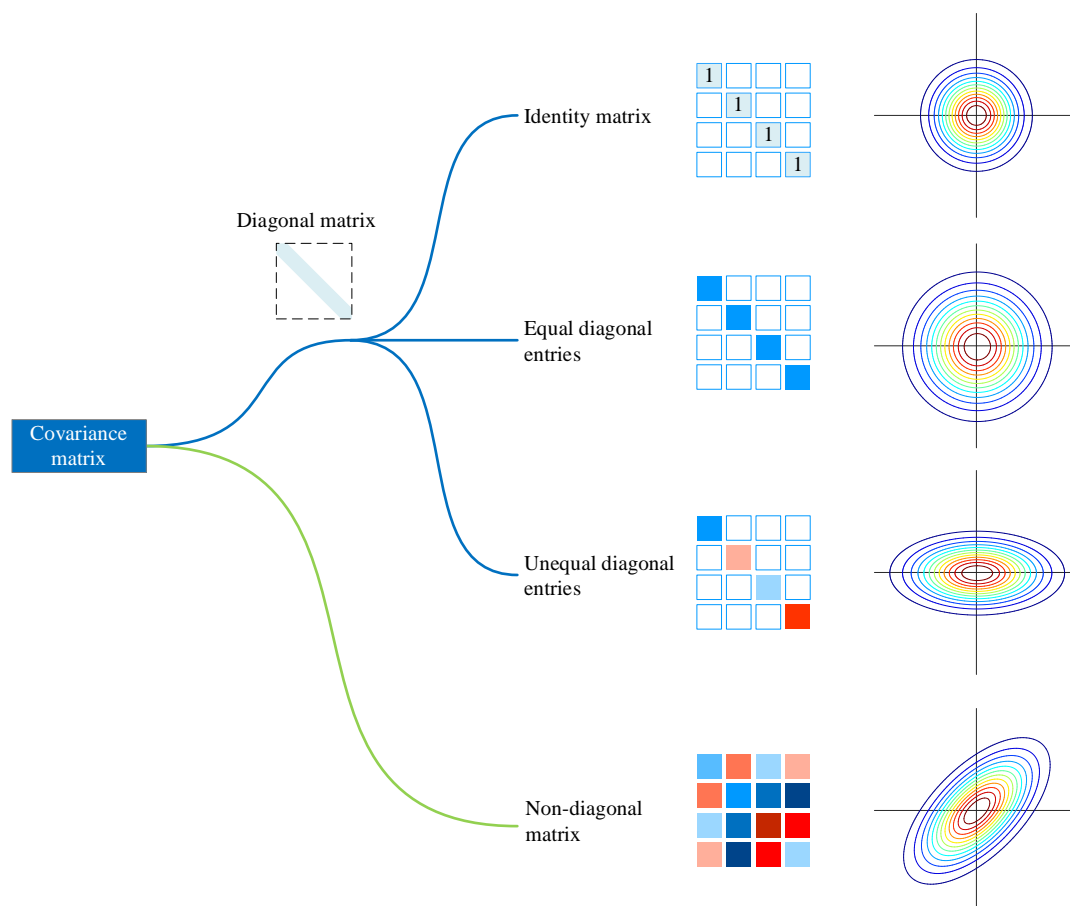 Identity matrix
1
1
1
1
Diagonal matrix
Equal diagonal
entries
Covariance
matrix
Unequal diagonal
entries
Non-diagonal
matrix